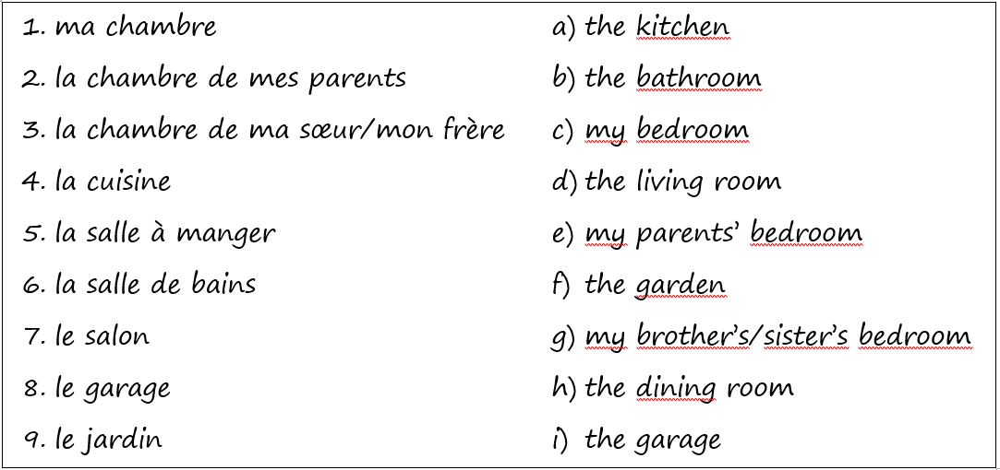 1. ma chambre
2. la chambre de mes parents
3. la chambre de ma sœur/mon frère
4. la cuisine
5. la salle à manger
6. la salle de bains
7. le salon
8. le garage
9. le jardin
a) the kitchen
b) the bathroom
c) my bedroom
d) the living room
e) my parents’ bedroom
f) the garden
g) my brother’s/sister’s bedroom
h) the dining room
i) the garage